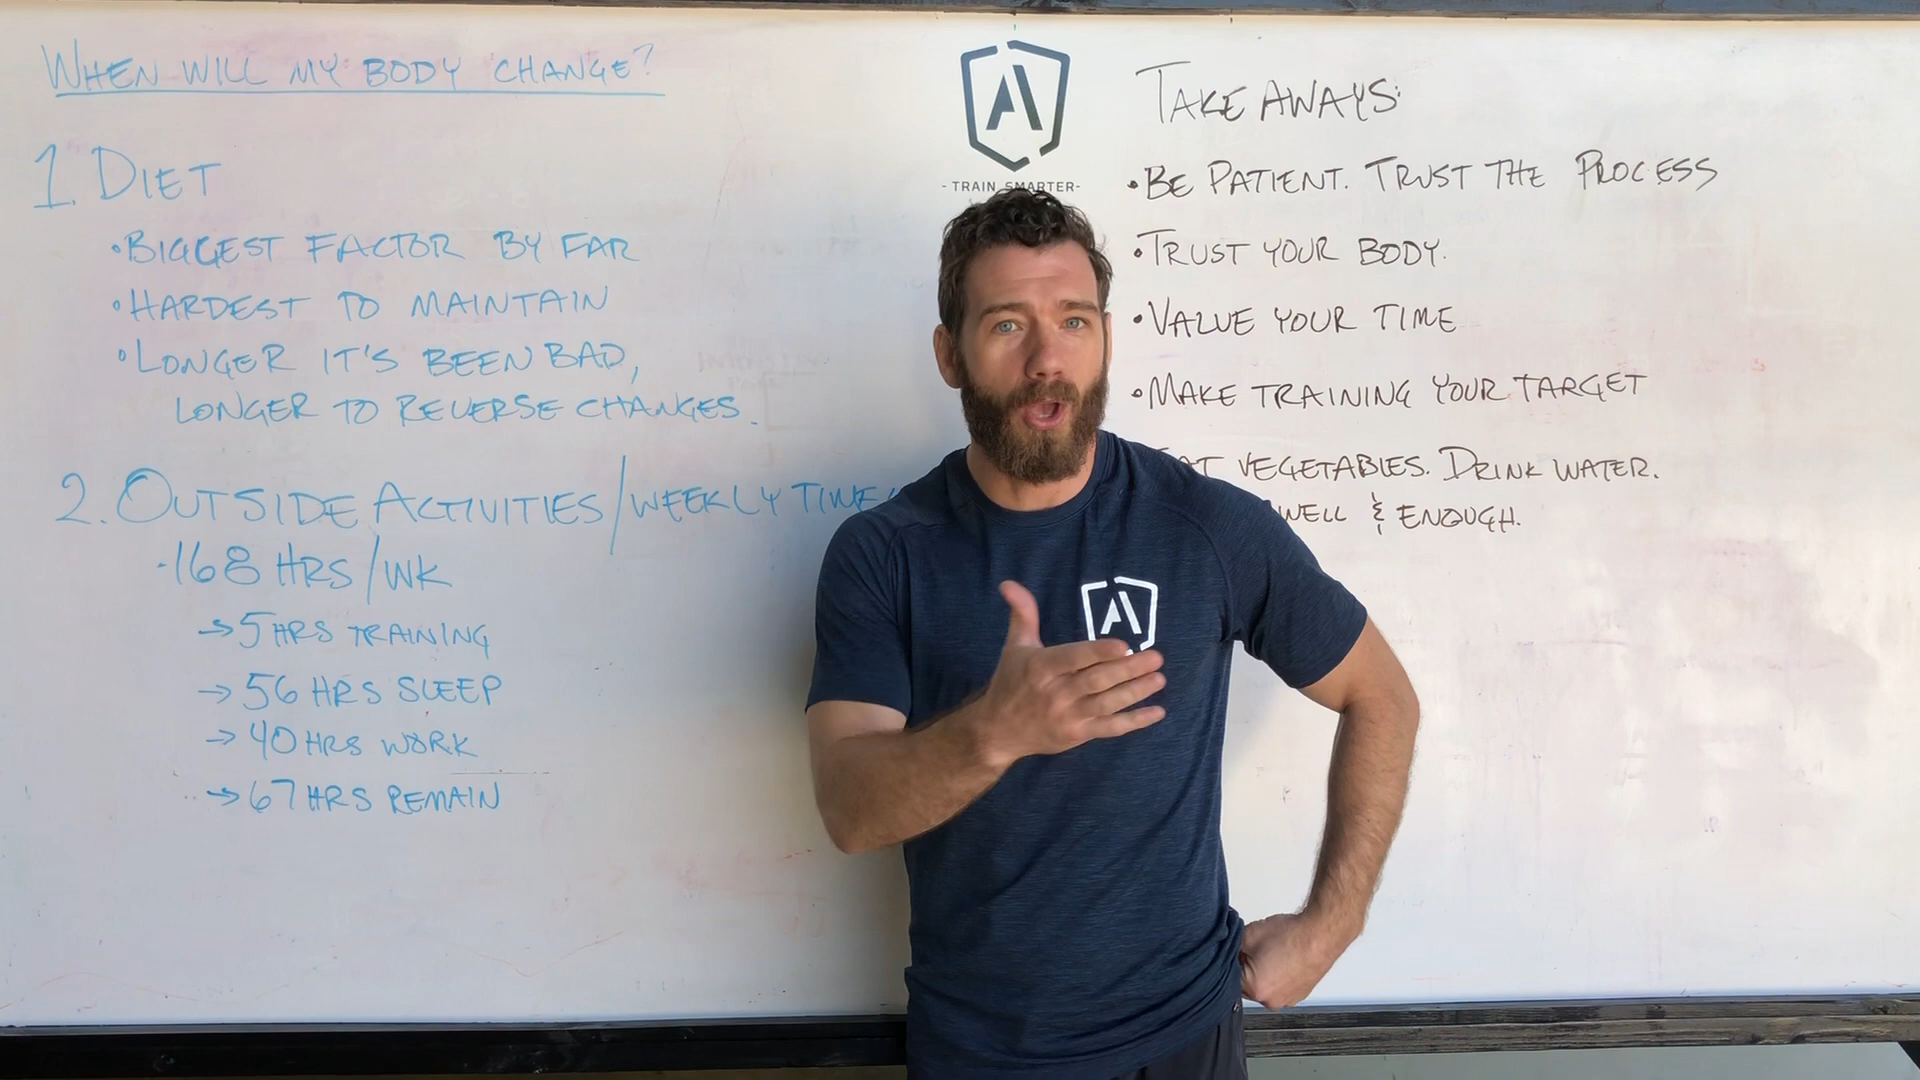 WHEN WILL MY BODY CHANGE?
1. DIET
• BIGGEST FACTOR BY FAR
• HARDEST TO MAINTAIN
• LONGER IT'S BEEN BAD,
LONGER TO REVERSE CHANGES.
2. OUTSIDE ACTIVITIES/WEEKLY TIME
· 168 HRS/WK
→ 5 HRS TRAINING
→ 56 HRS SLEEP
→ 40 HRS WORK
→ 67 HRS REMAIN
A
- TRAIN SMARTER -
TAKE AWAYS:
• BE PATIENT. TRUST THE PROCESS
• TRUST YOUR BODY.
• VALUE YOUR TIME
• MAKE TRAINING YOUR TARGET
VEGETABLES. DRINK WATER.
WELL & ENOUGH.
A